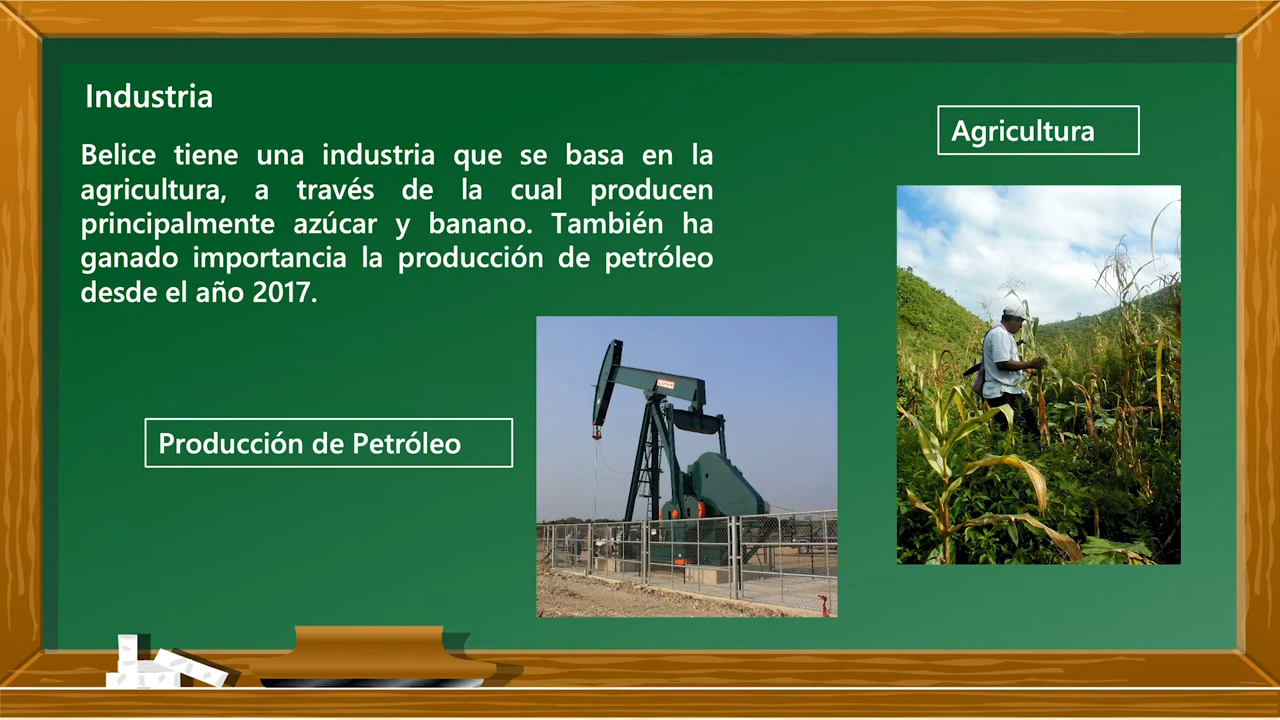 Industria
Belice tiene una industria que se basa en la
agricultura, a través de la cual producen
principalmente azúcar y banano. También ha
ganado importancia la producción de petróleo
desde el año 2017.
Agricultura
Producción de Petróleo